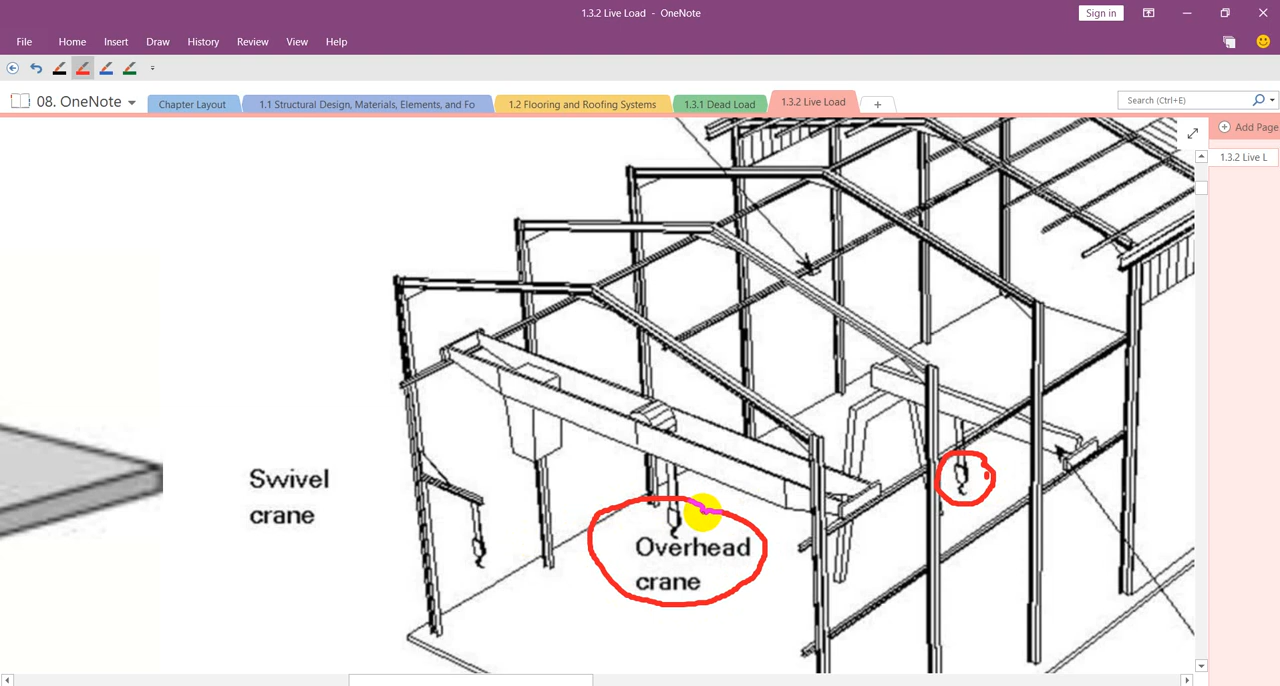 1.3.2 Live Load - OneNote
Sign in
File Home Insert Draw History Review View Help
08. OneNote
Chapter Layout
1.1 Structural Design, Materials, Elements, and Fo
1.2 Flooring and Roofing Systems
1.3.1 Dead Load
1.3.2 Live Load
+
Search (Ctrl+E)
Add Page
1.3.2 Live L
Swivel
crane
Overhead
crane